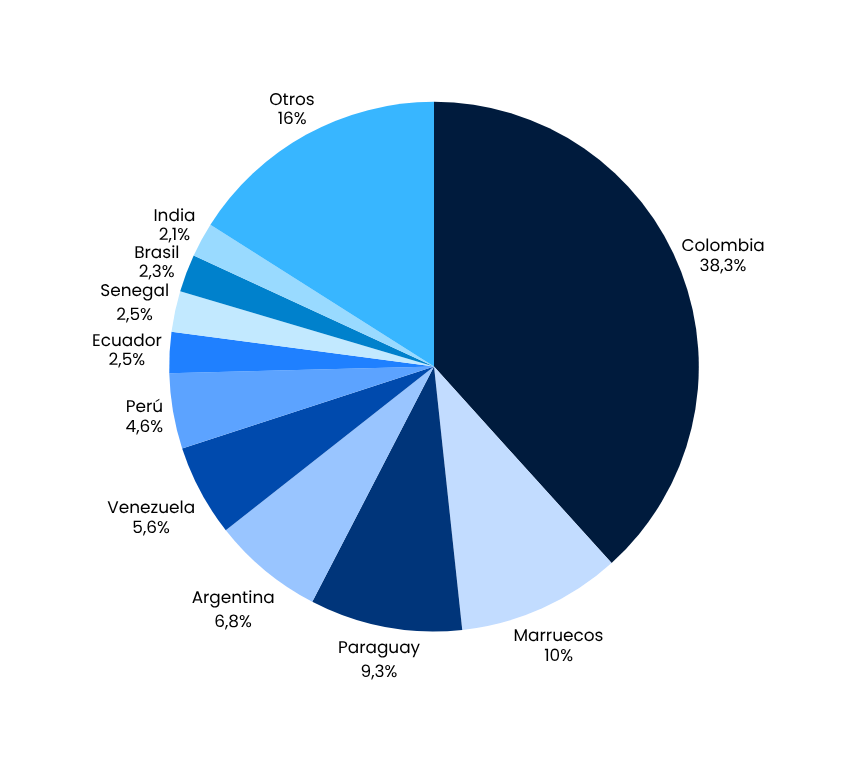 Otros
16%
India
2,1%
Brasil
2,3%
Senegal
2,5%
Ecuador
2,5%
Perú
4,6%
Venezuela
5,6%
Argentina
6,8%
Paraguay
9,3%
Marruecos
10%
Colombia
38,3%